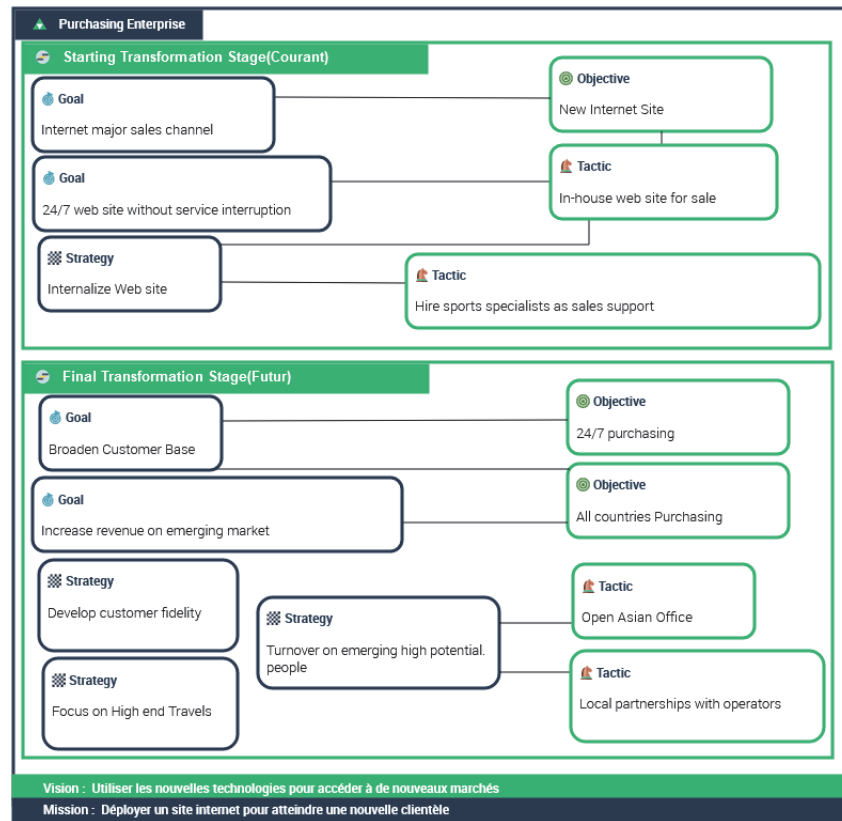 Purchasing Enterprise
Starting Transformation Stage(Courant)
Goal
Internet major sales channel
Objective
New Internet Site
Goal
24/7 web site without service interruption
Tactic
In-house web site for sale
Strategy
Internalize Web site
Tactic
Hire sports specialists as sales support
Final Transformation Stage(Futur)
Goal
Broaden Customer Base
Objective
24/7 purchasing
Goal
Increase revenue on emerging market
Objective
All countries Purchasing
Strategy
Develop customer fidelity
Strategy
Turnover on emerging high potential.
people
Tactic
Open Asian Office
Strategy
Focus on High end Travels
Tactic
Local partnerships with operators
Vision : Utiliser les nouvelles technologies pour accéder à de nouveaux marchés
Mission : Déployer un site internet pour atteindre une nouvelle clientèle